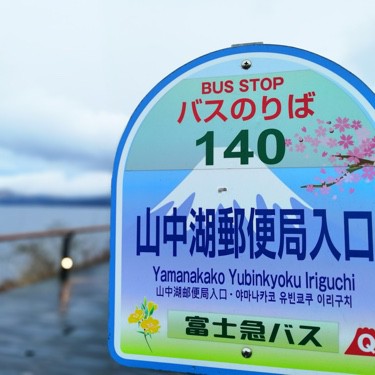 BUS STOP
バスのりば
140
山中湖郵便局入口
Yamanakako Yubinkyoku Iriguchi
山中湖邮便局入口・야마나카코 유빈쿄쿠 이리구치
富士急バス
Q